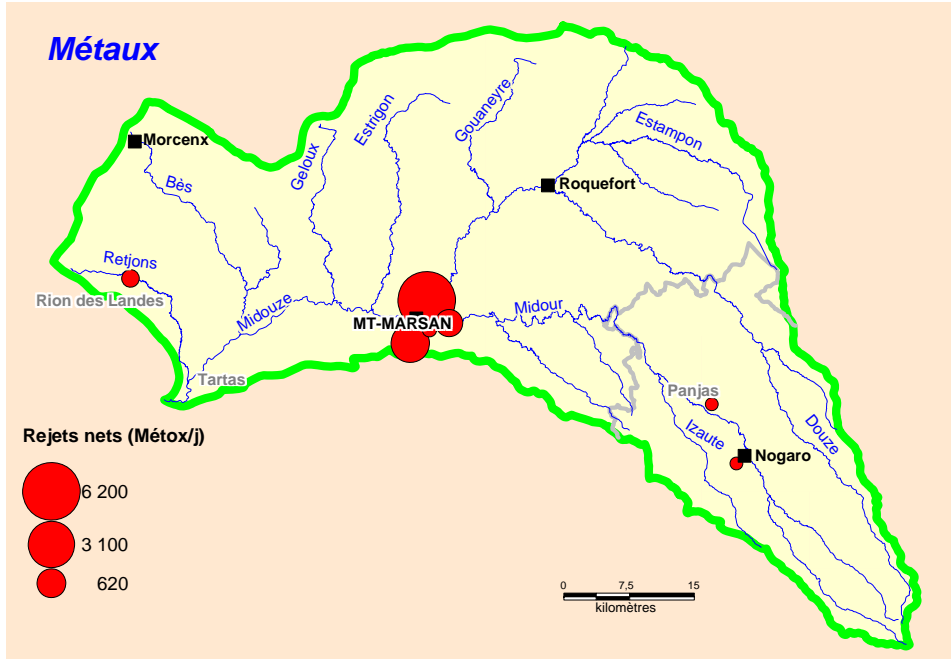 Métaux
Morcenx
Bès
Geloux
Estrigon
Gouaneyre
Estampon
Roquefort
Retjons
Rion des Landes
Midouze
MT-MARSAN
Midour
Tartas
Panjas
Izaute
Douze
Nogaro
Rejets nets (Métox/j)
6 200
3 100
620
0 7,5 15
kilomètres